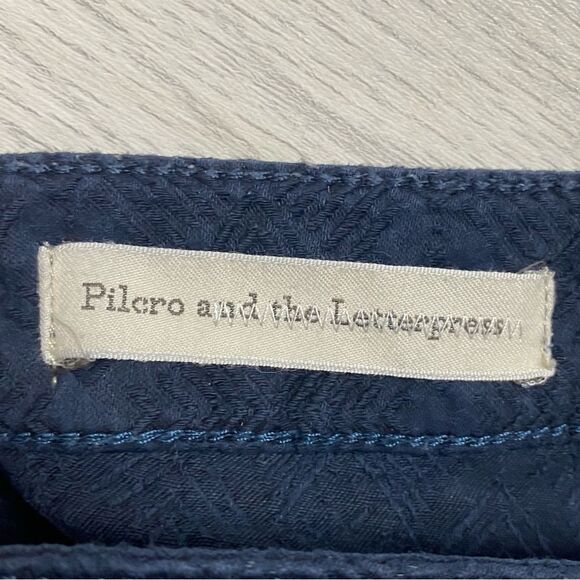 Pilcro and the Letterpress